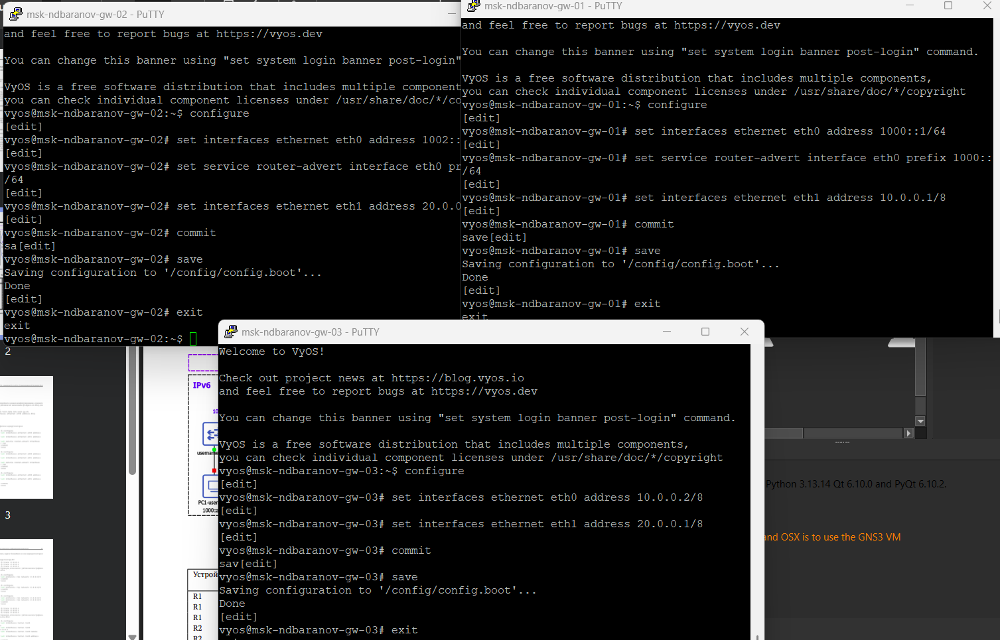 msk-ndbaranov-gw-02 - PuTTY
and feel free to report bugs at https://vyos.dev
You can change this banner using "set system login banner post-login"
VyOS is a free software distribution that includes multiple component
you can check individual component licenses under /usr/share/doc/*/co
vyos@msk-ndbaranov-gw-02:~$ configure
[edit]
vyos@msk-ndbaranov-gw-02# set interfaces ethernet eth0 address 1002::
[edit]
vyos@msk-ndbaranov-gw-02# set service router-advert interface eth0 pr
/64
[edit]
vyos@msk-ndbaranov-gw-02# set interfaces ethernet eth1 address 20.0.0
[edit]
vyos@msk-ndbaranov-gw-02# commit
sa[edit]
vyos@msk-ndbaranov-gw-02# save
Saving configuration to '/config/config.boot'...
Done
[edit]
vyos@msk-ndbaranov-gw-02# exit
exit
vyos@msk-ndbaranov-gw-02:~$
msk-ndbaranov-gw-01 - PuTTY
and feel free to report bugs at https://vyos.dev
You can change this banner using "set system login banner post-login" command.
VyOS is a free software distribution that includes multiple components,
you can check individual component licenses under /usr/share/doc/*/copyright
vyos@msk-ndbaranov-gw-01:~$ configure
[edit]
vyos@msk-ndbaranov-gw-01# set interfaces ethernet eth0 address 1000::1/64
[edit]
vyos@msk-ndbaranov-gw-01# set service router-advert interface eth0 prefix 1000::
/64
[edit]
vyos@msk-ndbaranov-gw-01# set interfaces ethernet eth1 address 10.0.0.1/8
[edit]
vyos@msk-ndbaranov-gw-01# commit
save[edit]
vyos@msk-ndbaranov-gw-01# save
Saving configuration to '/config/config.boot'...
Done
[edit]
vyos@msk-ndbaranov-gw-01# exit
exit
msk-ndbaranov-gw-03 - PuTTY
Welcome to VyOS!
Check out project news at https://blog.vyos.io
and feel free to report bugs at https://vyos.dev
You can change this banner using "set system login banner post-login" command.
VyOS is a free software distribution that includes multiple components,
you can check individual component licenses under /usr/share/doc/*/copyright
vyos@msk-ndbaranov-gw-03:~$ configure
[edit]
vyos@msk-ndbaranov-gw-03# set interfaces ethernet eth0 address 10.0.0.2/8
[edit]
vyos@msk-ndbaranov-gw-03# set interfaces ethernet eth1 address 20.0.0.1/8
[edit]
vyos@msk-ndbaranov-gw-03# commit
sav[edit]
vyos@msk-ndbaranov-gw-03# save
Saving configuration to '/config/config.boot'...
Done
[edit]
vyos@msk-ndbaranov-gw-03# exit
2
3
IPv6
10
username
PC1-user
1000::a
Устрой
R1
R1
R1
R2
R2
Python 3.13.14 Qt 6.10.0 and PyQt 6.10.2.
and OSX is to use the GNS3 VM